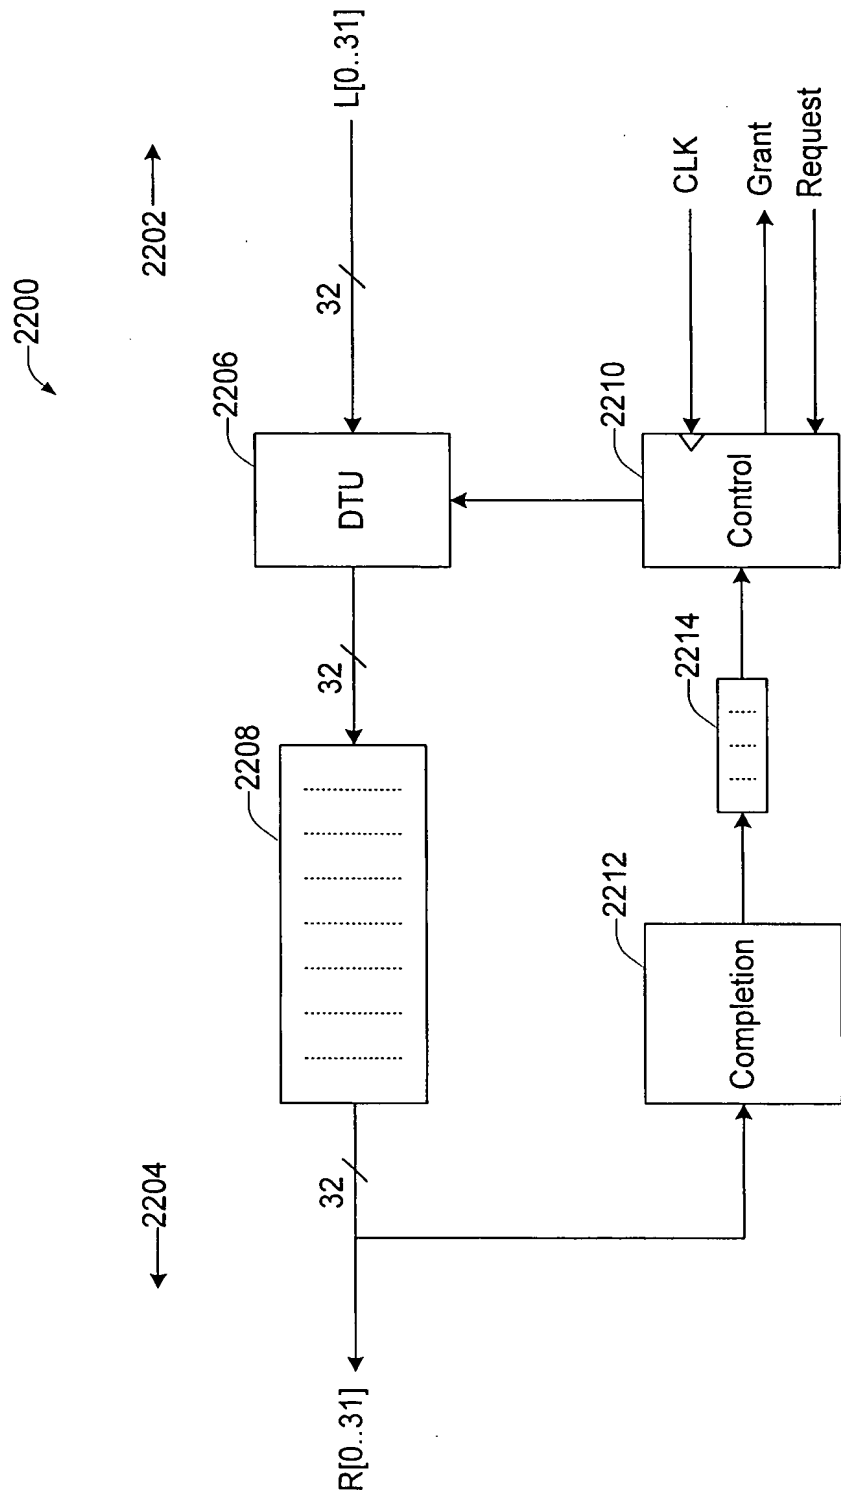 2200
2202
2204
L[0..31]
32
2206
DTU
32
2208
32
R[0..31]
CLK
Grant
Request
2210
Control
2214
2212
Completion